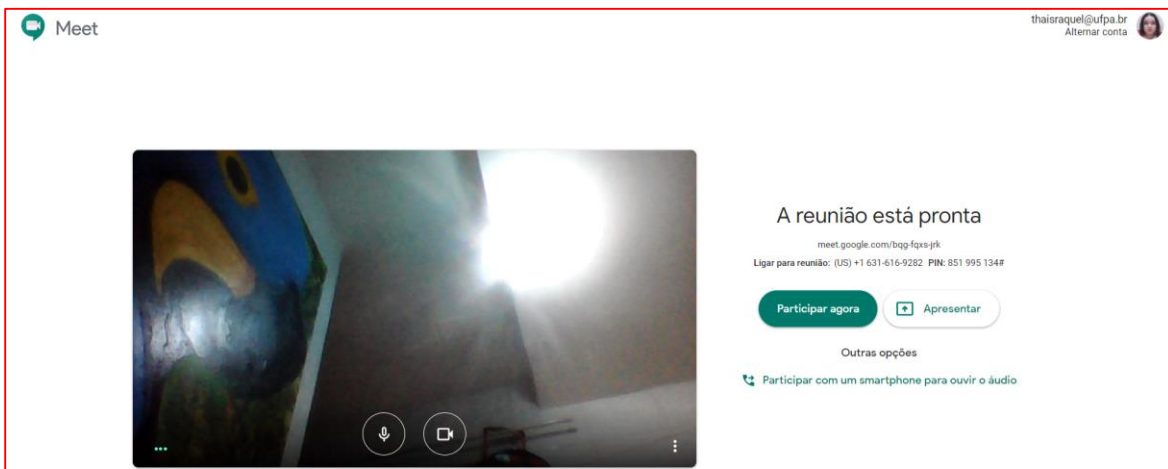 Meet
thaisraquel@ufpa.br
Alternar conta
A reunião está pronta
meet.google.com/bqg-fqxs-jrk
Ligar para reunião: (US) +1 631-616-9282 PIN: 851 995 134#
Participar agora
Apresentar
Outras opções
Participar com um smartphone para ouvir o áudio